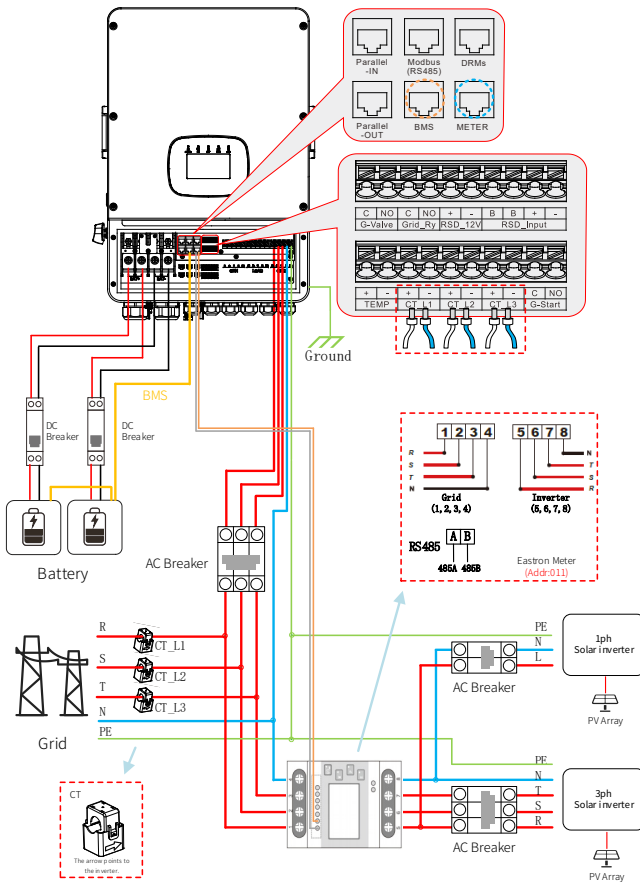 Parallel
-IN
Modbus
(RS485)
DRMs
Parallel
-OUT
BMS
METER
C NO C NO + - B B + -
G-Valve Grid_Ry RSD_12V RSD_Input
+ - + - + - + - C NO
TEMP CT_L1 CT_L2 CT_L3 G-Start
Ground
BMS
DC
Breaker
DC
Breaker
Battery
AC Breaker
1 2 3 4
5 6 7 8
R
S
T
N
N
T
S
R
Grid
(1, 2, 3, 4)
Inverter
(5, 6, 7, 8)
RS485
A B
485A 485B
Eastron Meter
(Addr:011)
R
CT_L1
S
CT_L2
T
CT_L3
N
PE
Grid
PE
N
L
AC Breaker
1ph
Solar inverter
PV Array
PE
N
T
S
R
AC Breaker
3ph
Solar inverter
PV Array
CT
The arrow points to
the inverter.